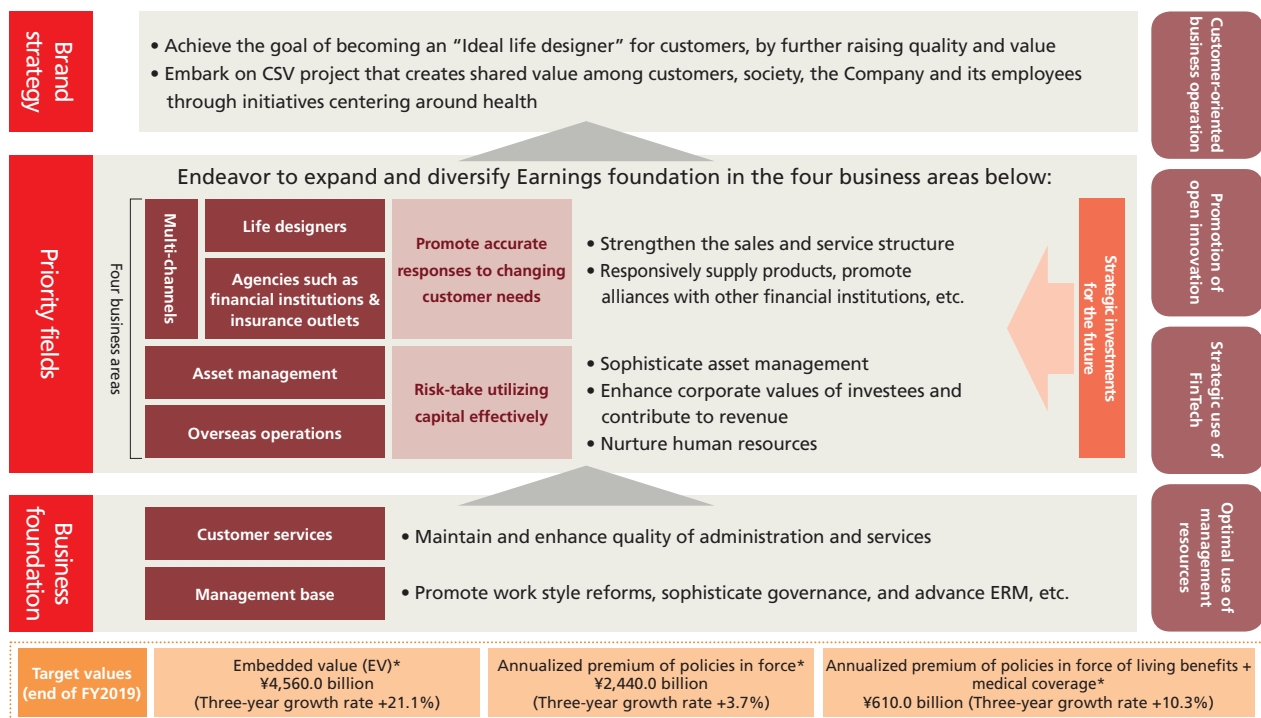 Brand
strategy
• Achieve the goal of becoming an “Ideal life designer” for customers, by further raising quality and value
• Embark on CSV project that creates shared value among customers, society, the Company and its employees
through initiatives centering around health
Priority fields
Endeavor to expand and diversify Earnings foundation in the four business areas below:
Four business areas
Multi-channels
Life designers
Agencies such as
financial institutions &
insurance outlets
Promote accurate
responses to changing
customer needs
• Strengthen the sales and service structure
• Responsively supply products, promote
alliances with other financial institutions, etc.
Asset management
Overseas operations
Risk-take utilizing
capital effectively
• Sophisticate asset management
• Enhance corporate values of investees and
contribute to revenue
• Nurture human resources
Strategic investments
for the future
Business
foundation
Customer services
• Maintain and enhance quality of administration and services
Management base
• Promote work style reforms, sophisticate governance, and advance ERM, etc.
Customer-oriented
business operation
Promotion of
open innovation
Strategic use of
FinTech
Optimal use of
management
resources
Target values
(end of FY2019)
Embedded value (EV)*
¥4,560.0 billion
(Three-year growth rate +21.1%)
Annualized premium of policies in force*
¥2,440.0 billion
(Three-year growth rate +3.7%)
Annualized premium of policies in force of living benefits +
medical coverage*
¥610.0 billion (Three-year growth rate +10.3%)